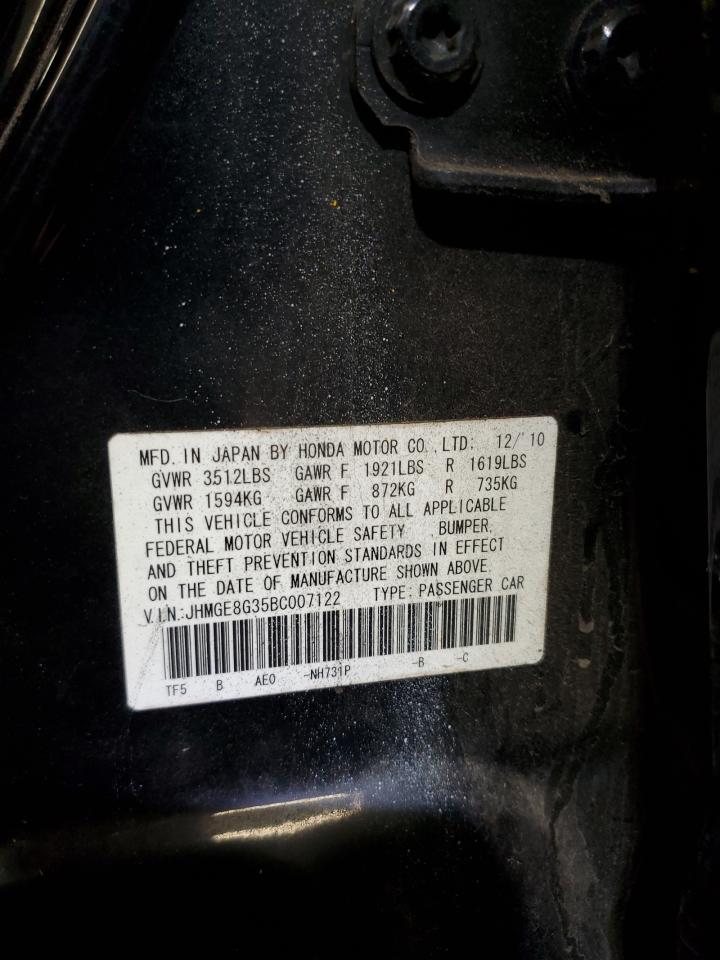 MFD. IN JAPAN BY HONDA MOTOR CO., LTD: 12/'10
GVWR 3512LBS GAWR F 1921LBS R 1619LBS
GVWR 1594KG GAWR F 872KG R 735KG
THIS VEHICLE CONFORMS TO ALL APPLICABLE
FEDERAL MOTOR VEHICLE SAFETY BUMPER,
AND THEFT PREVENTION STANDARDS IN EFFECT
ON THE DATE OF MANUFACTURE SHOWN ABOVE.
V.I.N.:JHMGE8G35BC007122 TYPE: PASSENGER CAR
TF5 B AE0 -NH731P -B -C